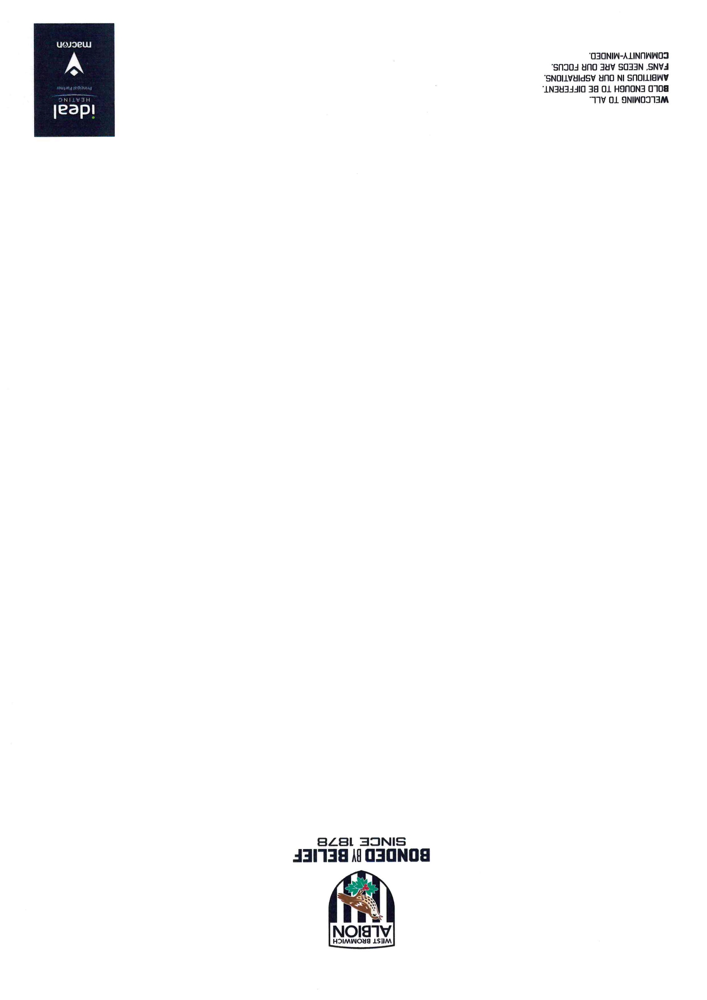 WEST BROMWICH
ALBION
BONDED BY BELIEF
SINCE 1878
WELCOMING TO ALL.
BOLD ENOUGH TO BE DIFFERENT.
AMBITIOUS IN OUR ASPIRATIONS.
FANS' NEEDS ARE OUR FOCUS.
COMMUNITY-MINDED.
ideal
HEATING
Principal Partner
macron